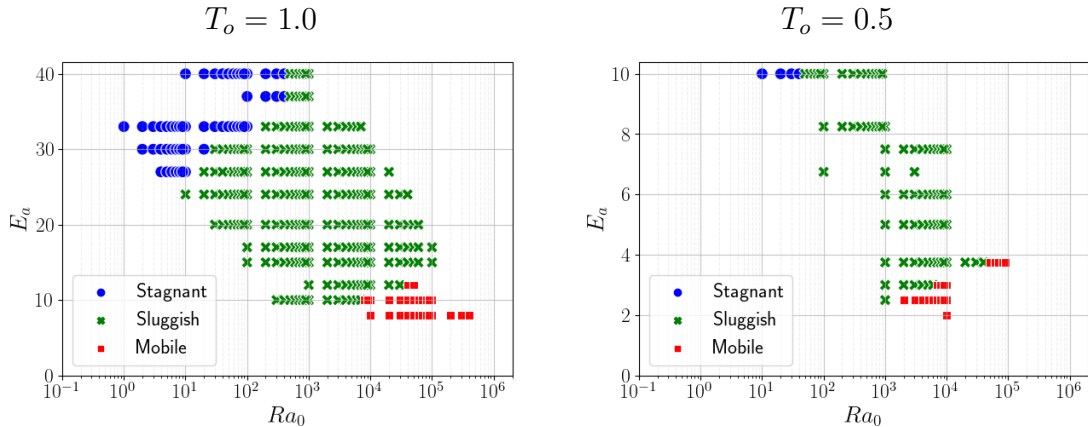 T_o = 1.0
40
30
20
10
0
E_a
Stagnant
Sluggish
Mobile
10^-1 10^0 10^1 10^2 10^3 10^4 10^5 10^6
Ra_0
T_o = 0.5
10
8
6
4
2
0
E_a
Stagnant
Sluggish
Mobile
10^-1 10^0 10^1 10^2 10^3 10^4 10^5 10^6
Ra_0